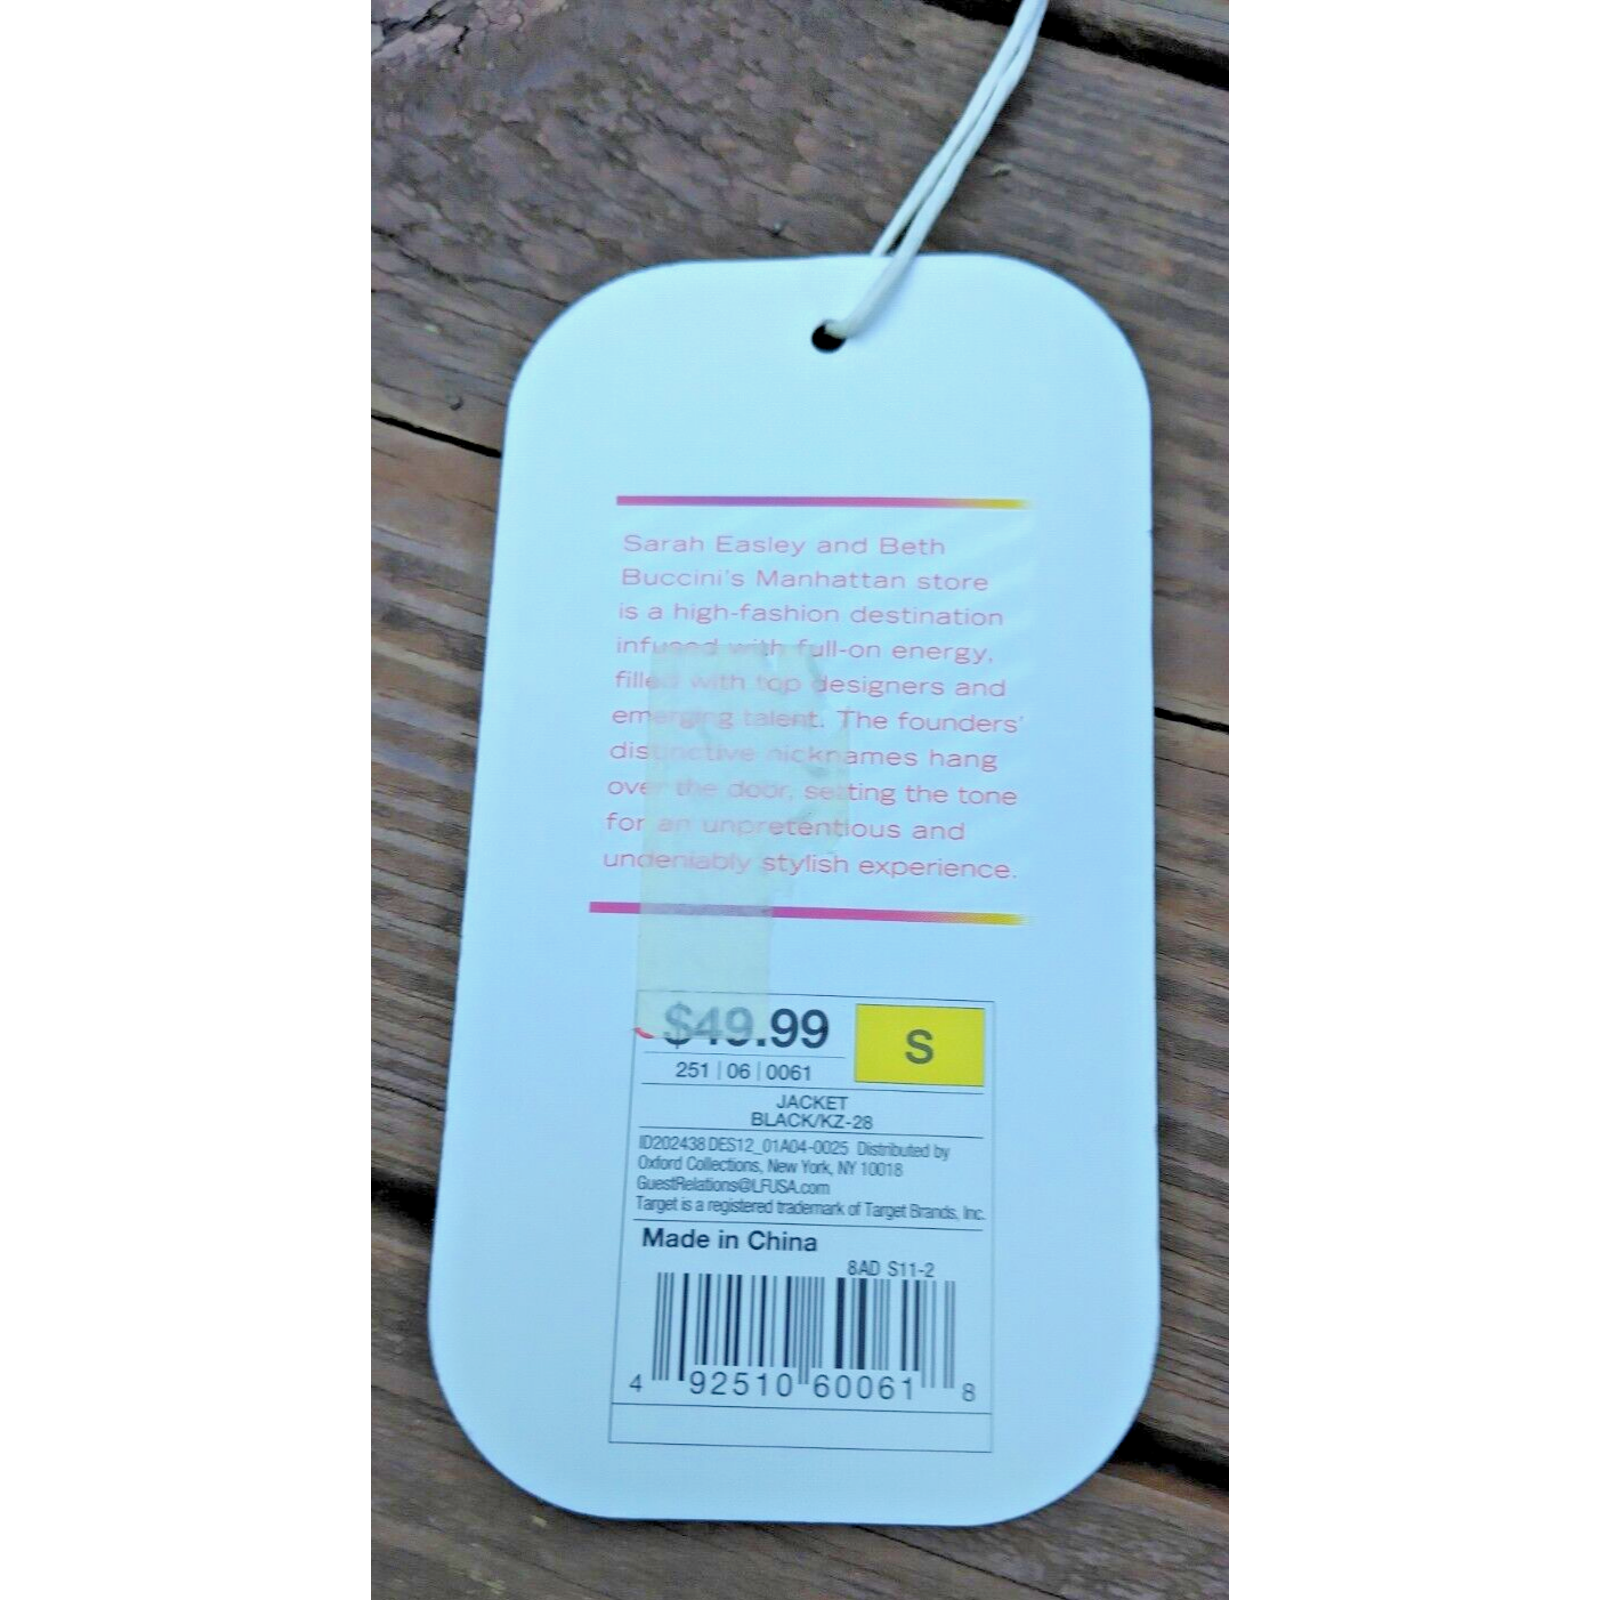 Sarah Easley and Beth
Buccini's Manhattan store
is a high-fashion destination
infused with full-on energy,
filled with top designers and
emerging talent. The founders'
distinctive nicknames hang
over the door, setting the tone
for an unpretentious and
undeniably stylish experience.
$49.99 S
251 | 06 | 0061
JACKET
BLACK/KZ-28
ID202438 DES12_01A04-0025 Distributed by
Oxford Collections, New York, NY 10018
GuestRelations@LFUSA.com
Target is a registered trademark of Target Brands, Inc.
Made in China
8AD S11-2
4 92510 60061 8